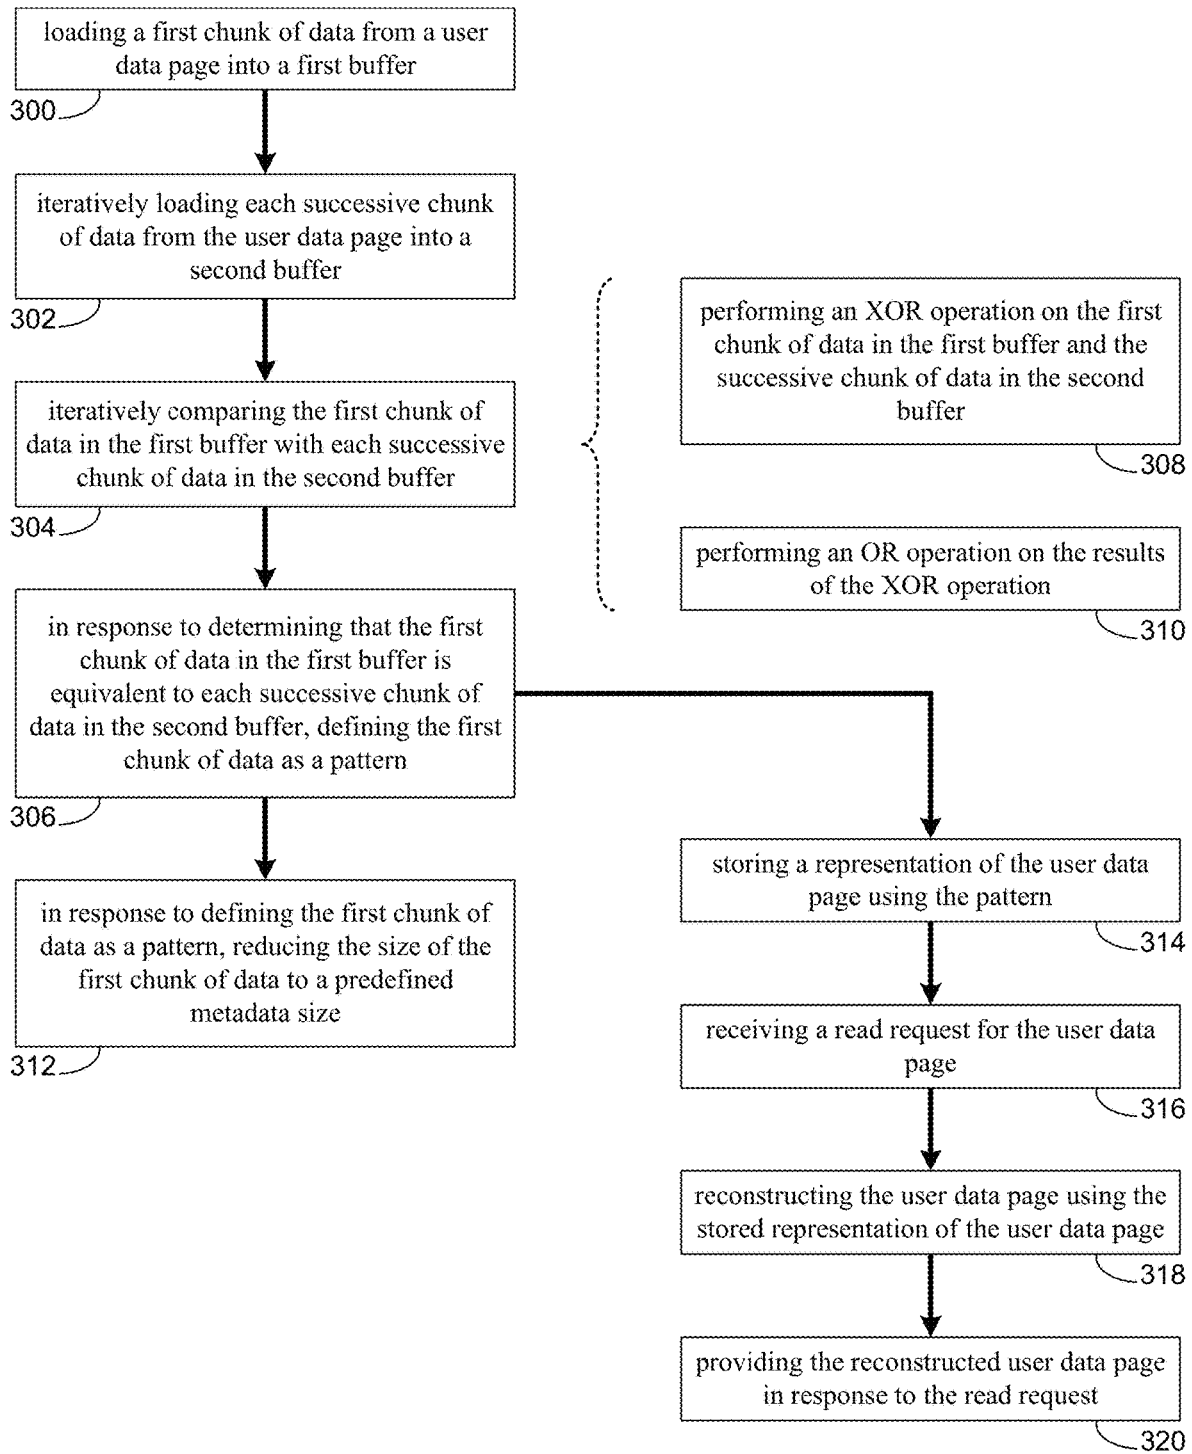 loading a first chunk of data from a user
data page into a first buffer
300
iteratively loading each successive chunk
of data from the user data page into a
second buffer
302
iteratively comparing the first chunk of
data in the first buffer with each successive
chunk of data in the second buffer
304
performing an XOR operation on the first
chunk of data in the first buffer and the
successive chunk of data in the second
buffer
308
performing an OR operation on the results
of the XOR operation
310
in response to determining that the first
chunk of data in the first buffer is
equivalent to each successive chunk of
data in the second buffer, defining the first
chunk of data as a pattern
306
in response to defining the first chunk of
data as a pattern, reducing the size of the
first chunk of data to a predefined
metadata size
312
storing a representation of the user data
page using the pattern
314
receiving a read request for the user data
page
316
reconstructing the user data page using the
stored representation of the user data page
318
providing the reconstructed user data page
in response to the read request
320